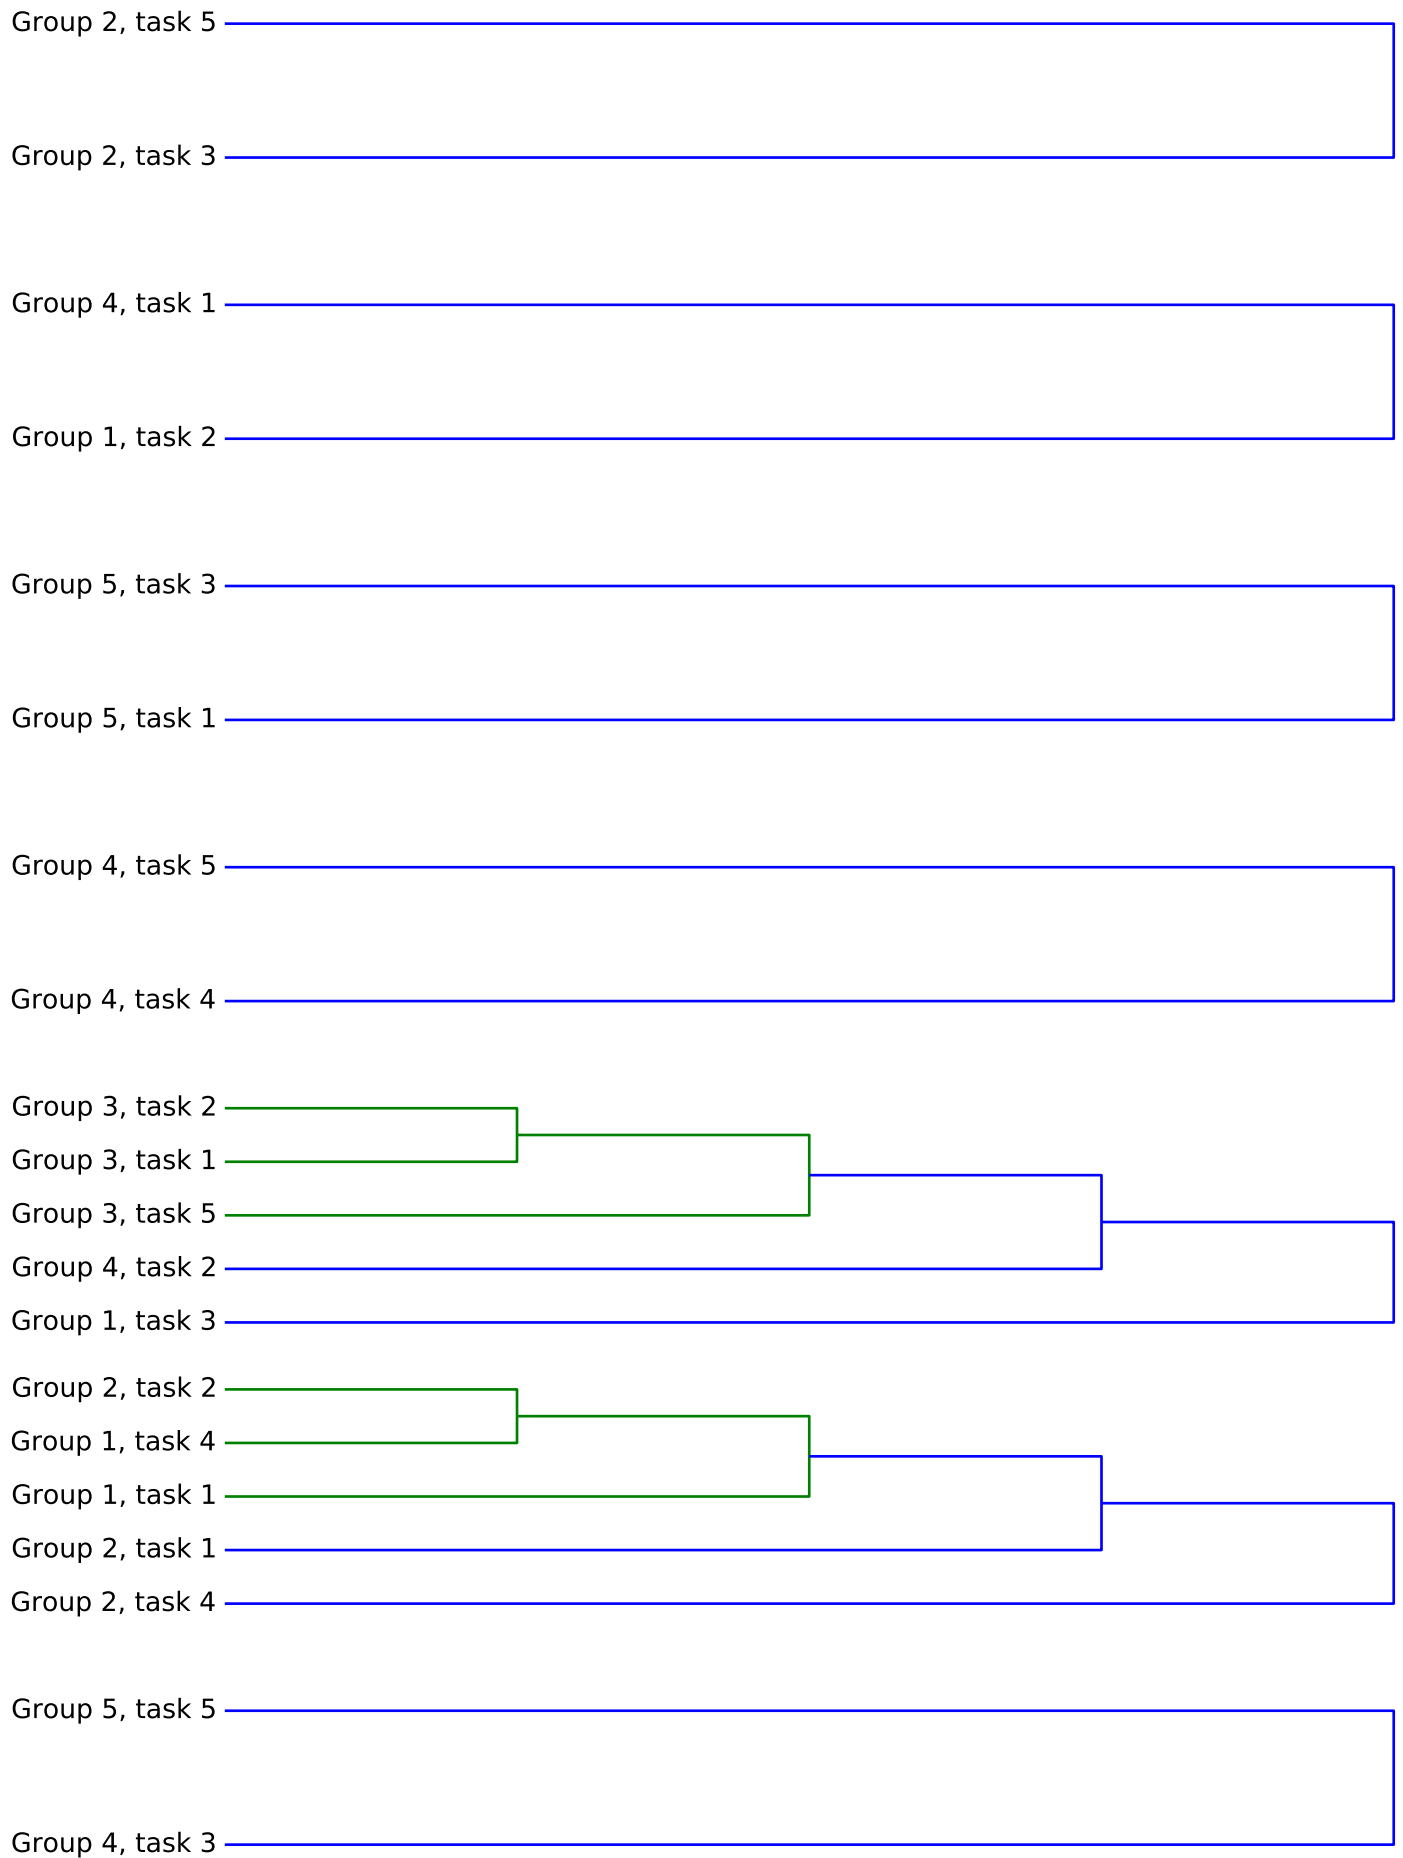 Group 2, task 5
Group 2, task 3
Group 4, task 1
Group 1, task 2
Group 5, task 3
Group 5, task 1
Group 4, task 5
Group 4, task 4
Group 3, task 2
Group 3, task 1
Group 3, task 5
Group 4, task 2
Group 1, task 3
Group 2, task 2
Group 1, task 4
Group 1, task 1
Group 2, task 1
Group 2, task 4
Group 5, task 5
Group 4, task 3